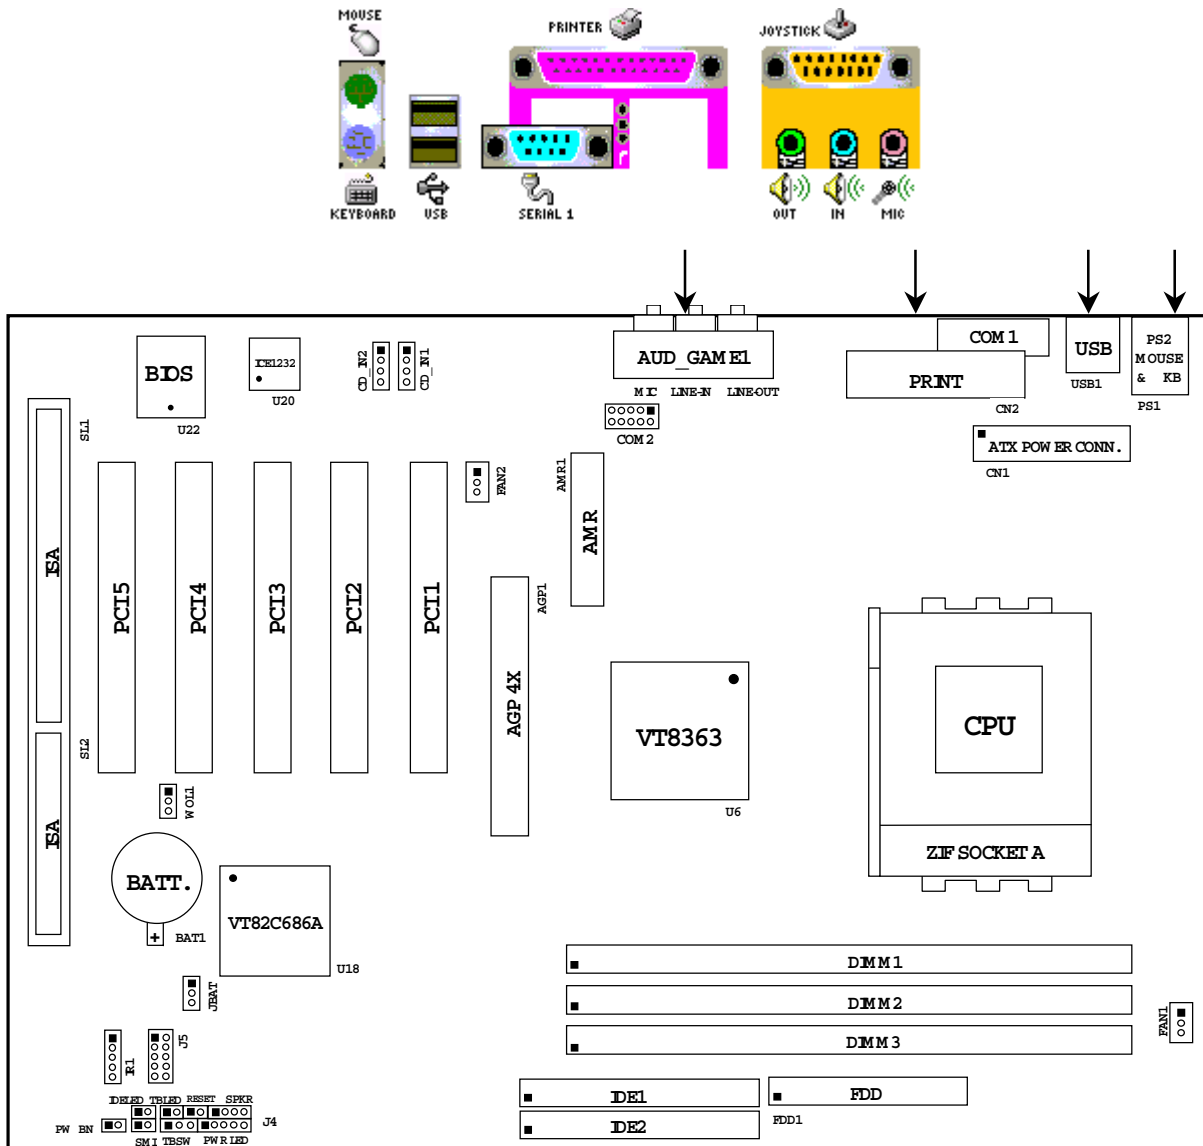 MOUSE
PRINTER
JOYSTICK
KEYBOARD
USB
SERIAL 1
OUT
IN
MIC
BIOS
U22
ICE1232
U20
CD_IN2
CD_IN1
AUD_GAME1
MIC
LINE-IN
LINE-OUT
COM2
COM1
PRINT
CN2
USB
USB1
PS2
MOUSE
& KB
PS1
ATX POWER CONN.
CN1
SL1
ISA
SL2
ISA
PCI5
PCI4
PCI3
PCI2
PCI1
FAN2
AMR1
AMR
AGP1
AGP 4X
VT8363
U6
CPU
ZIF SOCKET A
WOL1
BATT.
+
BAT1
VT82C686A
U18
JBAT
IR1
J5
DIMM1
DIMM2
DIMM3
FAN1
IDE1
IDE2
FDD
FDD1
IDELED TBLED RESET SPKR
J4
PW BN
SMI TBSW PWRLED